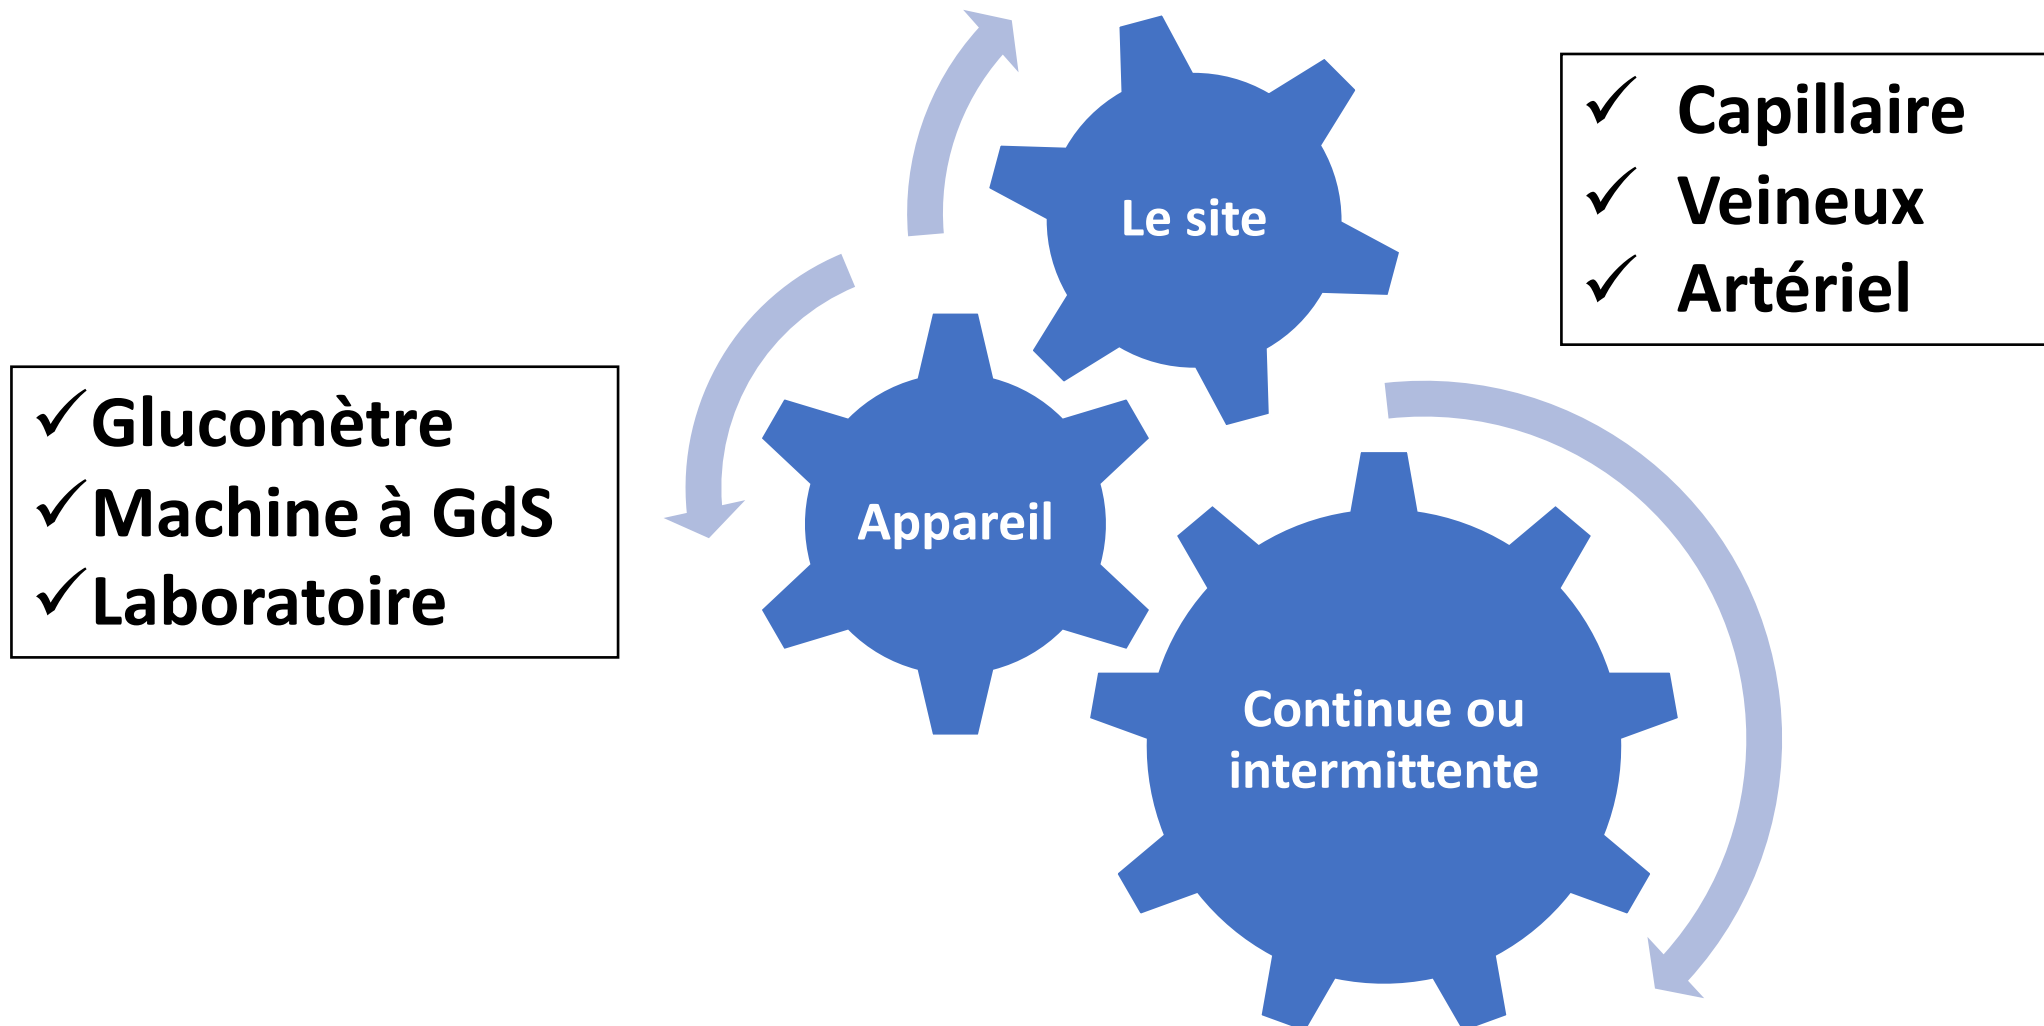 Le site
✓ Capillaire
✓ Veineux
✓ Artériel
✓ Glucomètre
✓ Machine à GdS
✓ Laboratoire
Appareil
Continue ou
intermittente